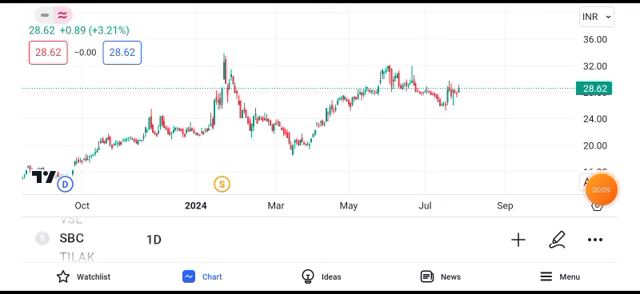 INR
28.62 +0.89 (+3.21%)
28.62 −0.00 28.62
36.00
32.00
28.62
24.00
20.00
D
S
00:09
Oct 2024 Mar May Jul Sep
VSL
SBC 1D
TILAK
Watchlist Chart Ideas News Menu